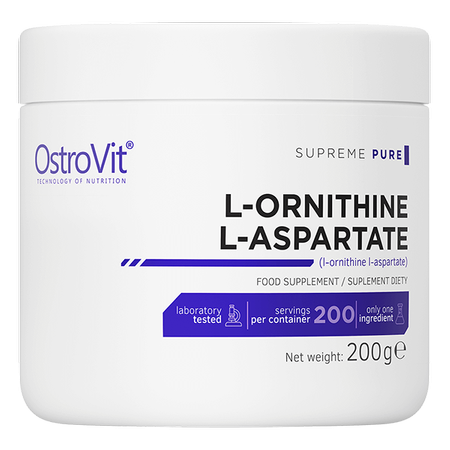 OstroVit®
TECHNOLOGY OF NUTRITION
SUPREME PURE
L-ORNITHINE
L-ASPARTATE
(l-ornithine l-aspartate)
FOOD SUPPLEMENT / SUPLEMENT DIETY
laboratory tested
servings per container 200
only one ingredient
Net weight: 200g℮